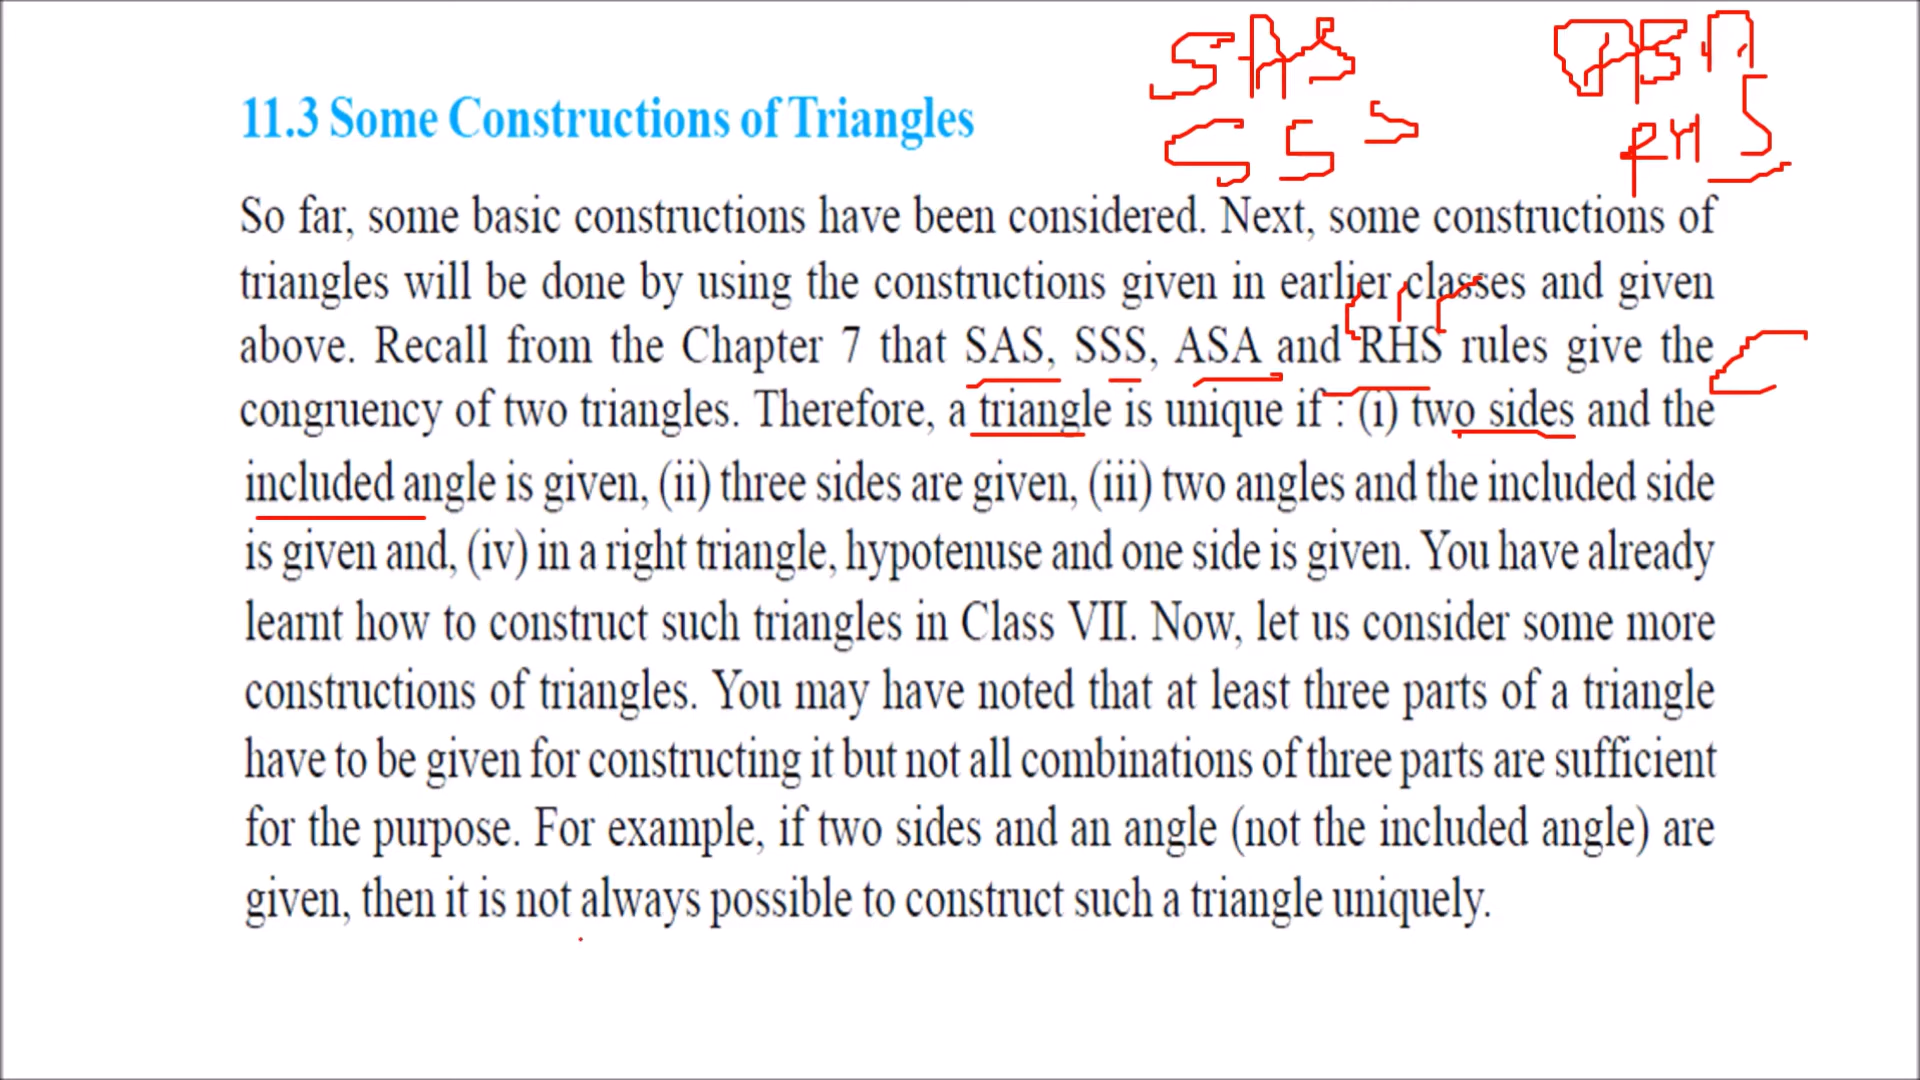 SAS
SSS
RHS
11.3 Some Constructions of Triangles
So far, some basic constructions have been considered. Next, some constructions of
triangles will be done by using the constructions given in earlier classes and given
above. Recall from the Chapter 7 that SAS, SSS, ASA and RHS rules give the
congruency of two triangles. Therefore, a triangle is unique if : (i) two sides and the
included angle is given, (ii) three sides are given, (iii) two angles and the included side
is given and, (iv) in a right triangle, hypotenuse and one side is given. You have already
learnt how to construct such triangles in Class VII. Now, let us consider some more
constructions of triangles. You may have noted that at least three parts of a triangle
have to be given for constructing it but not all combinations of three parts are sufficient
for the purpose. For example, if two sides and an angle (not the included angle) are
given, then it is not always possible to construct such a triangle uniquely.